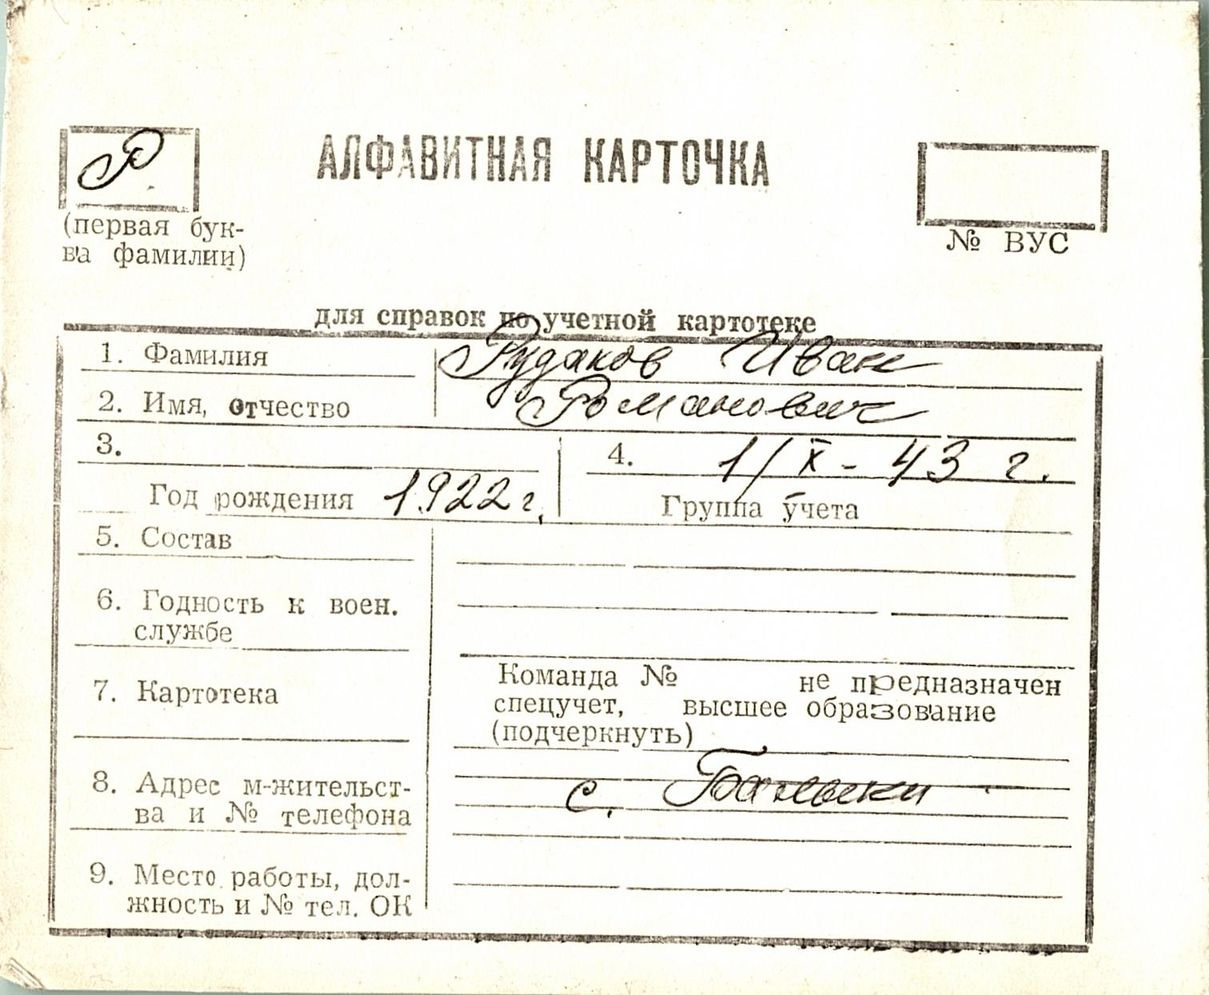 Р
АЛФАВИТНАЯ КАРТОЧКА
(первая бук-
ва фамилии)
№ ВУС
для справок по учетной картотеке
1. Фамилия Рудаков Иван
2. Имя, отчество Романович
3.
Год рождения 1922 г.
4. 1/X - 43 г.
Группа учета
5. Состав
6. Годность к воен.
службе
7. Картотека
Команда № не предназначен
спецучет, высшее образование
(подчеркнуть)
8. Адрес м-жительст-
ва и № телефона
с. Балыки
9. Место работы, дол-
жность и № тел. ОК